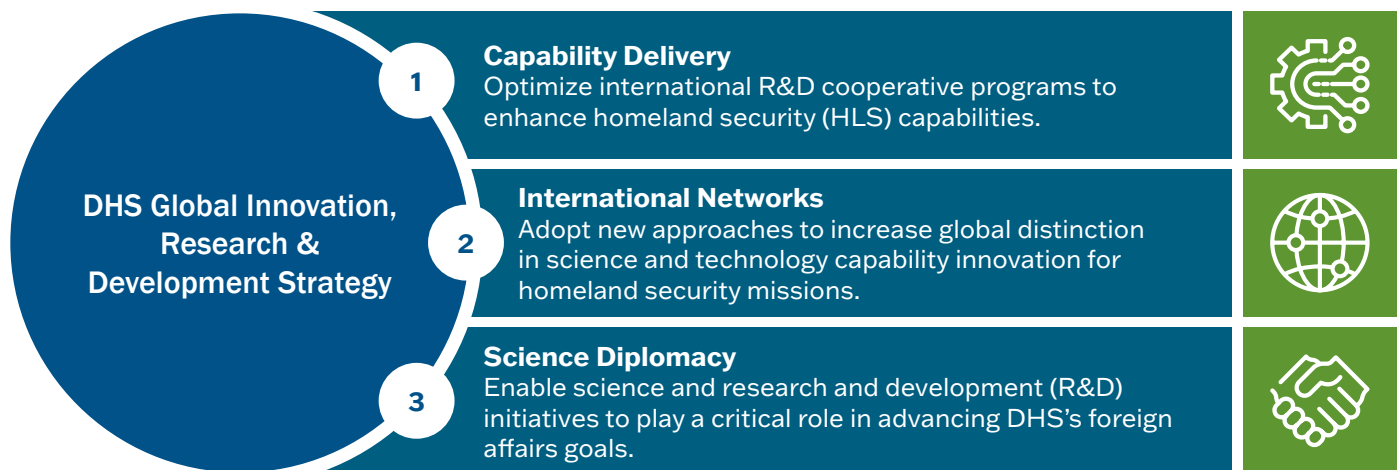 DHS Global Innovation,
Research &
Development Strategy
1
Capability Delivery
Optimize international R&D cooperative programs to
enhance homeland security (HLS) capabilities.
2
International Networks
Adopt new approaches to increase global distinction
in science and technology capability innovation for
homeland security missions.
3
Science Diplomacy
Enable science and research and development (R&D)
initiatives to play a critical role in advancing DHS’s foreign
affairs goals.